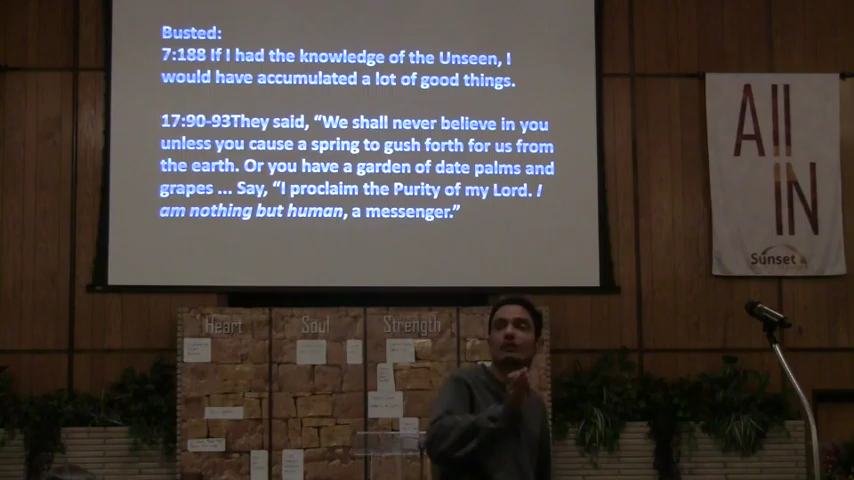 Busted:
7:188 If I had the knowledge of the Unseen, I
would have accumulated a lot of good things.
17:90-93They said, “We shall never believe in you
unless you cause a spring to gush forth for us from
the earth. Or you have a garden of date palms and
grapes ... Say, “I proclaim the Purity of my Lord. I
am nothing but human, a messenger.”
All
IN
Sunset
Heart
Soul
Strength